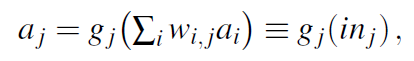 a_j = g_j(∑_i w_{i,j} a_i) ≡ g_j(in_j),